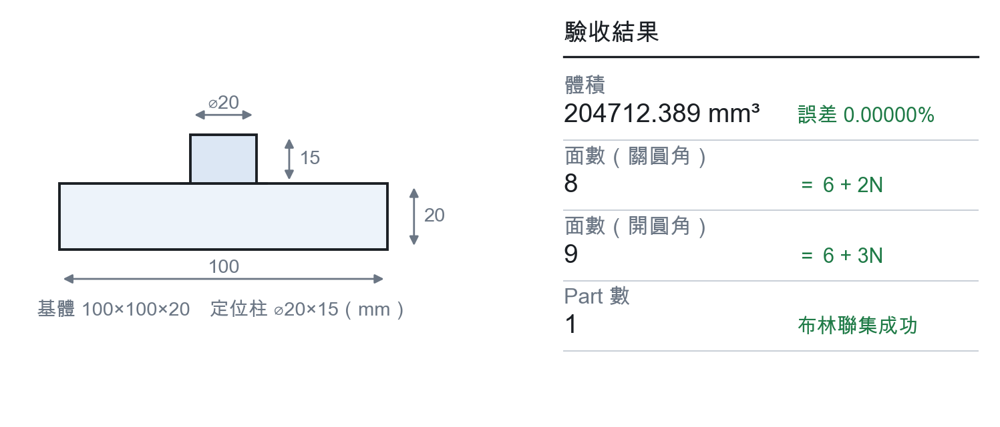 ⌀20
15
20
100
基體 100×100×20 定位柱 ⌀20×15 ( mm )
驗收結果
體積
204712.389 mm³ 誤差 0.00000%
面數 ( 關圓角 )
8 = 6 + 2N
面數 ( 開圓角 )
9 = 6 + 3N
Part 數
1 布林聯集成功